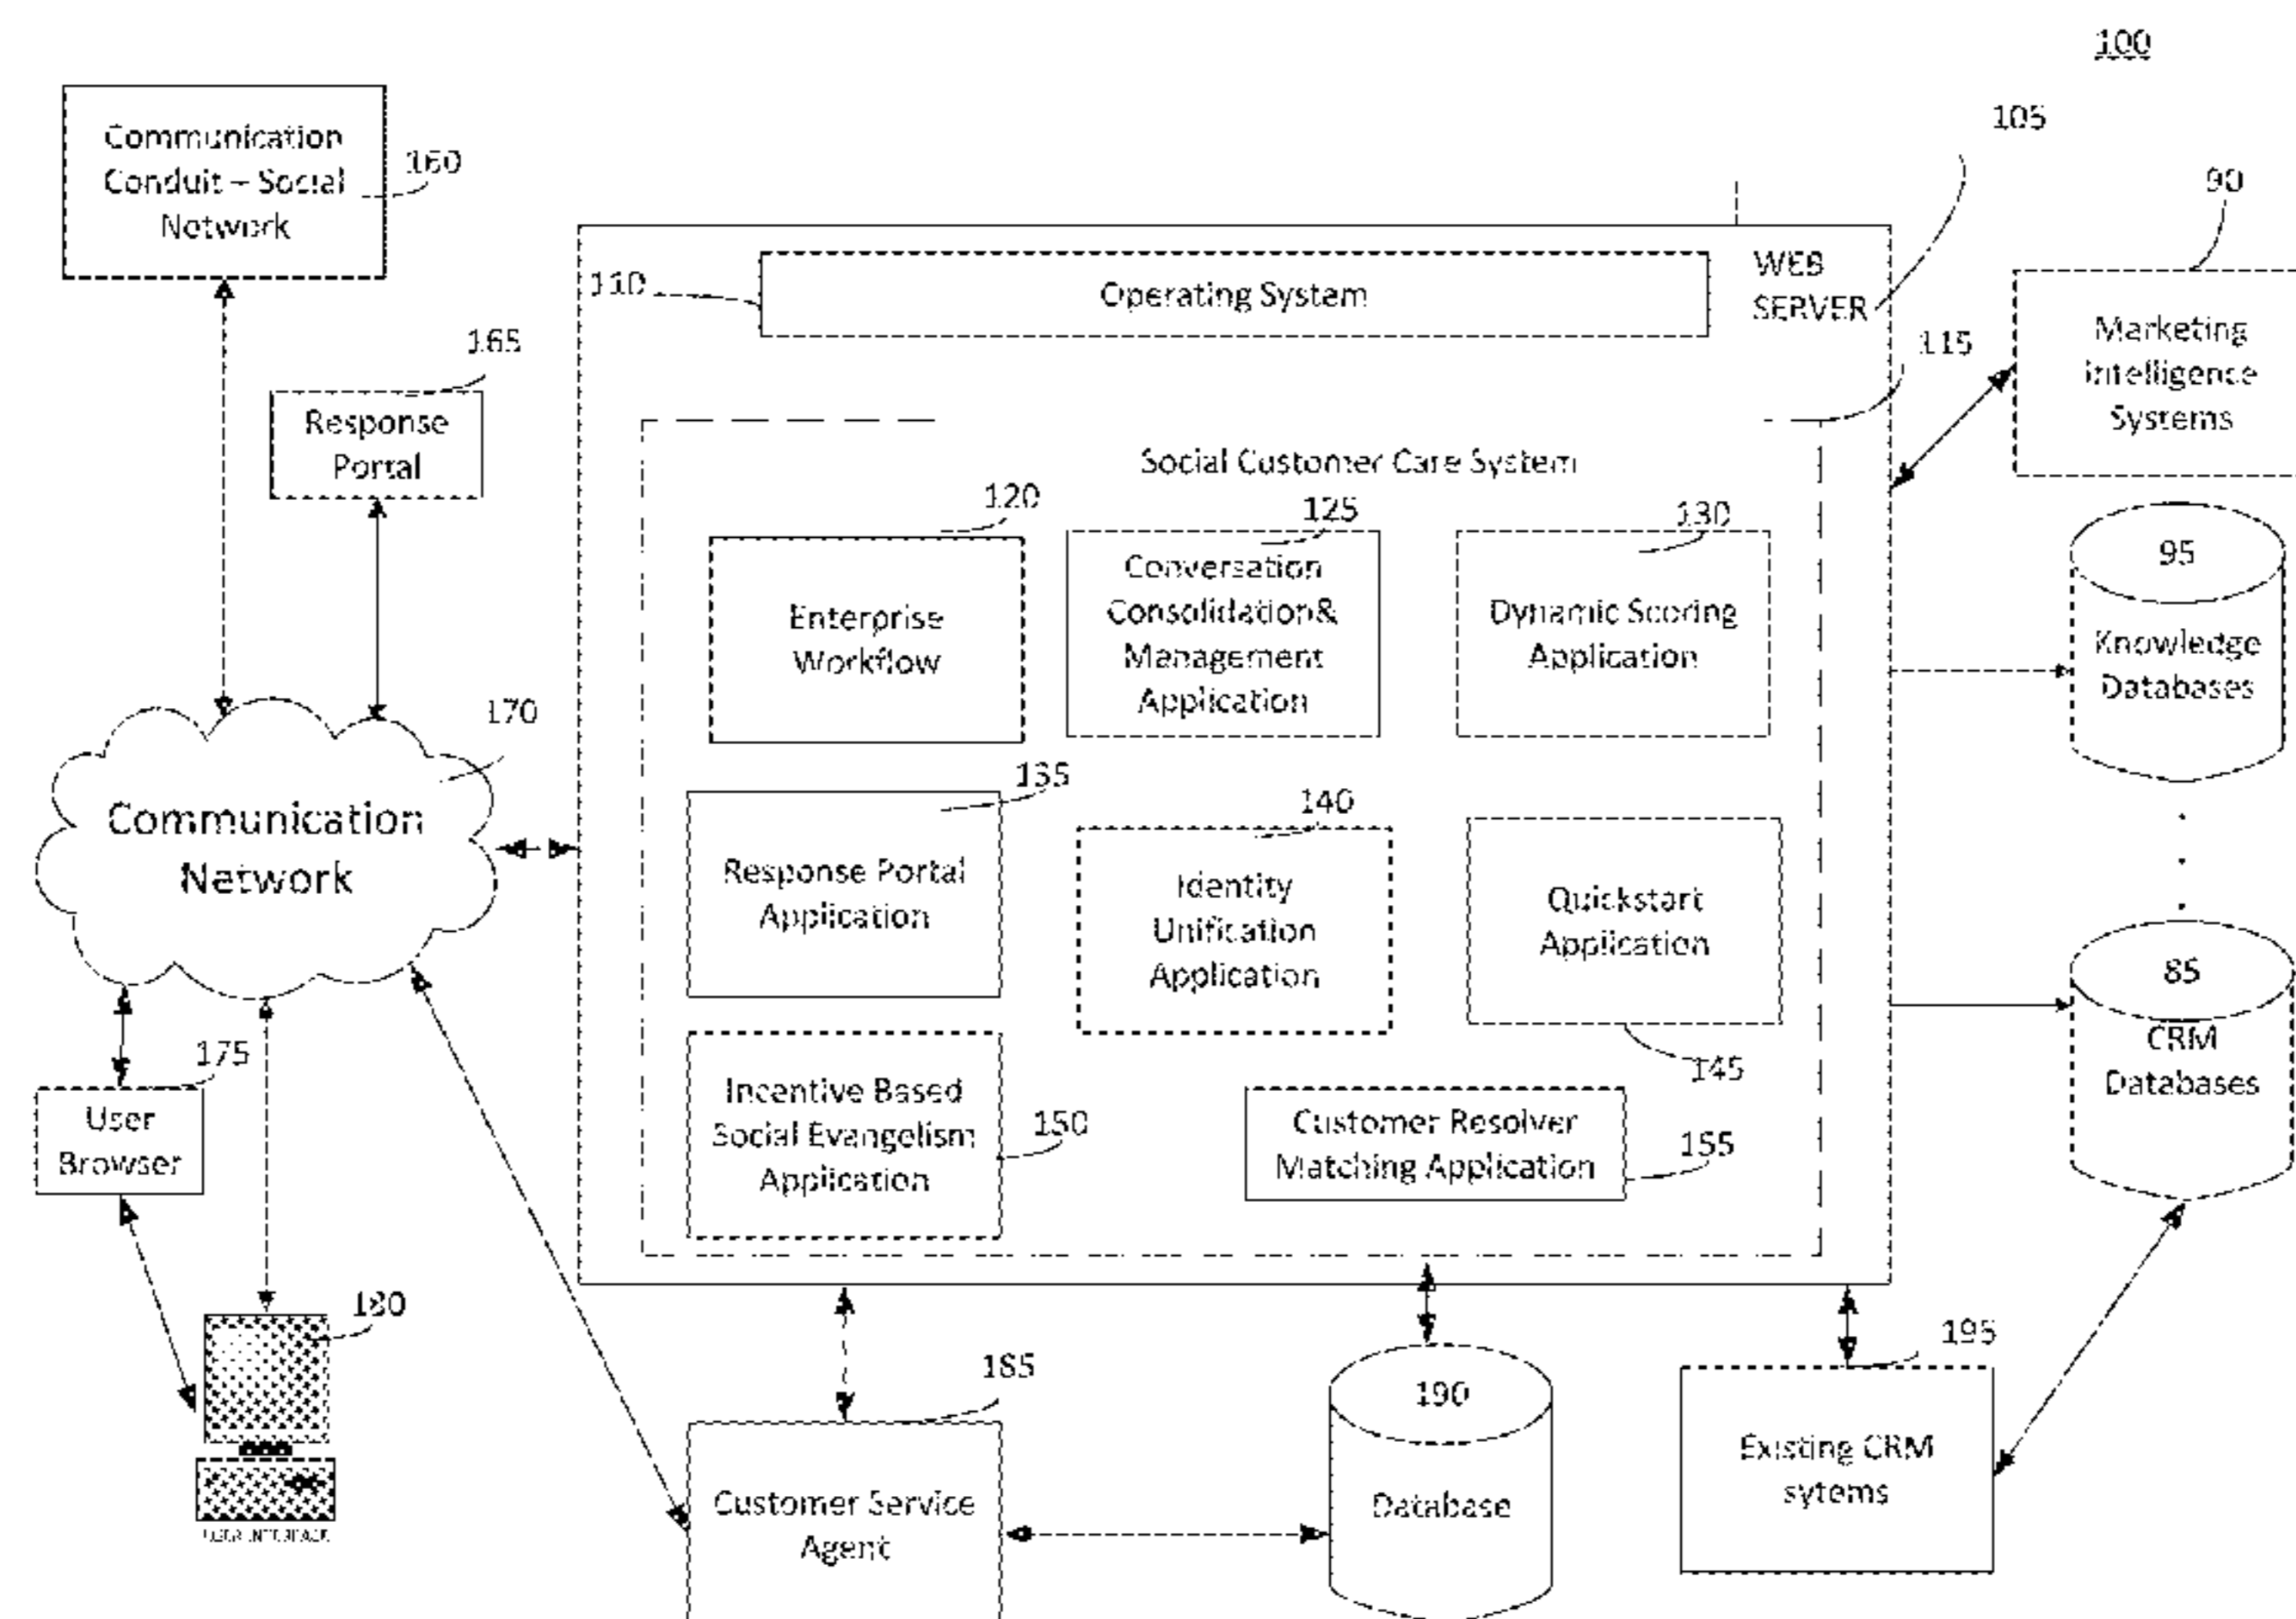 100
105
Communication
Conduit – Social
Network
160
90
WEB
SERVER
110
Operating System
Marketing
Intelligence
Systems
115
165
Response
Portal
Social Customer Care System
120
125
130
Enterprise
Workflow
Conversation
Consolidation&
Management
Application
Dynamic Scoring
Application
95
Knowledge
Databases
170
Communication
Network
135
140
Response Portal
Application
Identity
Unification
Application
Quickstart
Application
145
85
CRM
Databases
175
User
Browser
Incentive Based
Social Evangelism
Application
150
Customer Resolver
Matching Application
155
180
USER INTERFACE
185
Customer Service
Agent
190
Database
195
Existing CRM
sytems